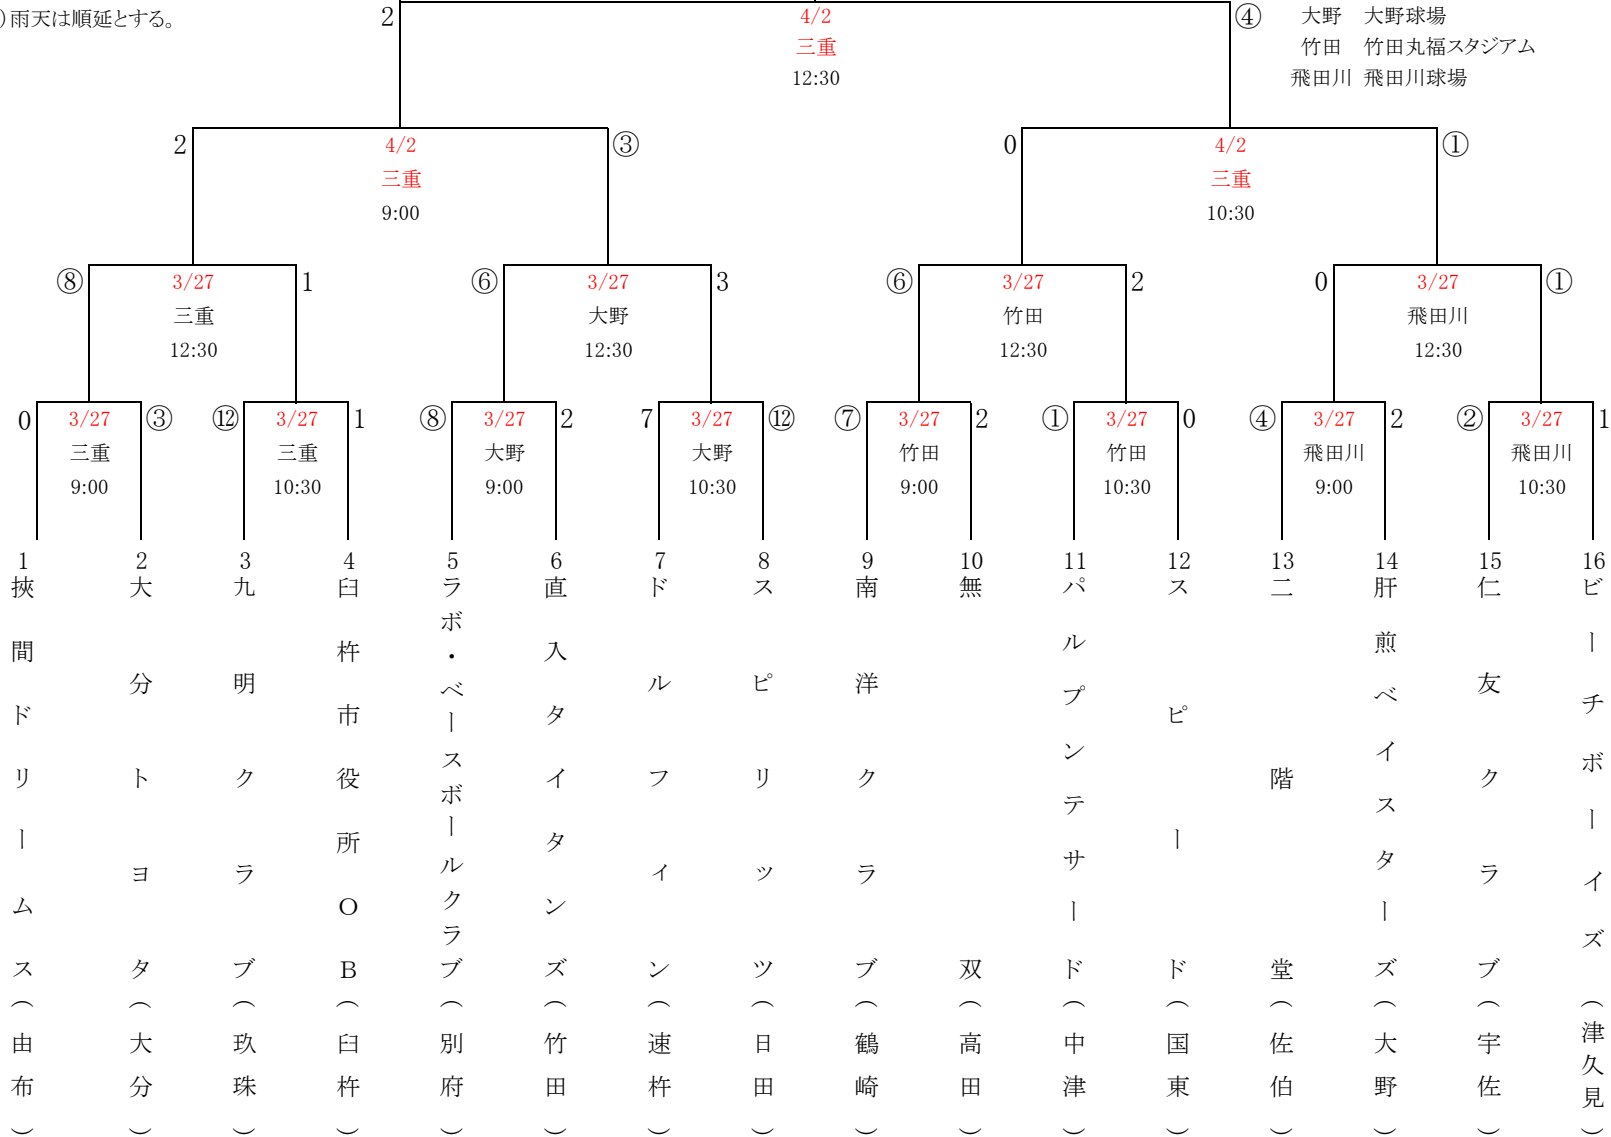 )雨天は順延とする。
大野 大野球場
竹田 竹田丸福スタジアム
飛田川 飛田川球場
2 4/2 ④
三重
12:30
2 4/2 ③ 0 4/2 ①
三重 三重
9:00 10:30
⑧ 3/27 1 ⑥ 3/27 3 ⑥ 3/27 2 0 3/27 ①
三重 大野 竹田 飛田川
12:30 12:30 12:30 12:30
0 3/27 ③ ⑫ 3/27 1 ⑧ 3/27 2 7 3/27 ⑫ ⑦ 3/27 2 ① 3/27 0 ④ 3/27 2 ② 3/27 1
三重 三重 大野 大野 竹田 竹田 飛田川 飛田川
9:00 10:30 9:00 10:30 9:00 10:30 9:00 10:30
1 挾間ドリームス(由布)
2 大分トヨタ(大分)
3 九明クラブ(玖珠)
4 臼杵市役所OB(臼杵)
5 ラボ・ベースボールクラブ(別府)
6 直入タイタンズ(竹田)
7 ドルフィン(速杵)
8 スピリッツ(日田)
9 南洋クラブ(鶴崎)
10 無双(高田)
11 パルプンテサード(中津)
12 スピード(国東)
13 二階堂(佐伯)
14 肝煎ベイスターズ(大野)
15 仁友クラブ(宇佐)
16 ビーチボーイズ(津久見)